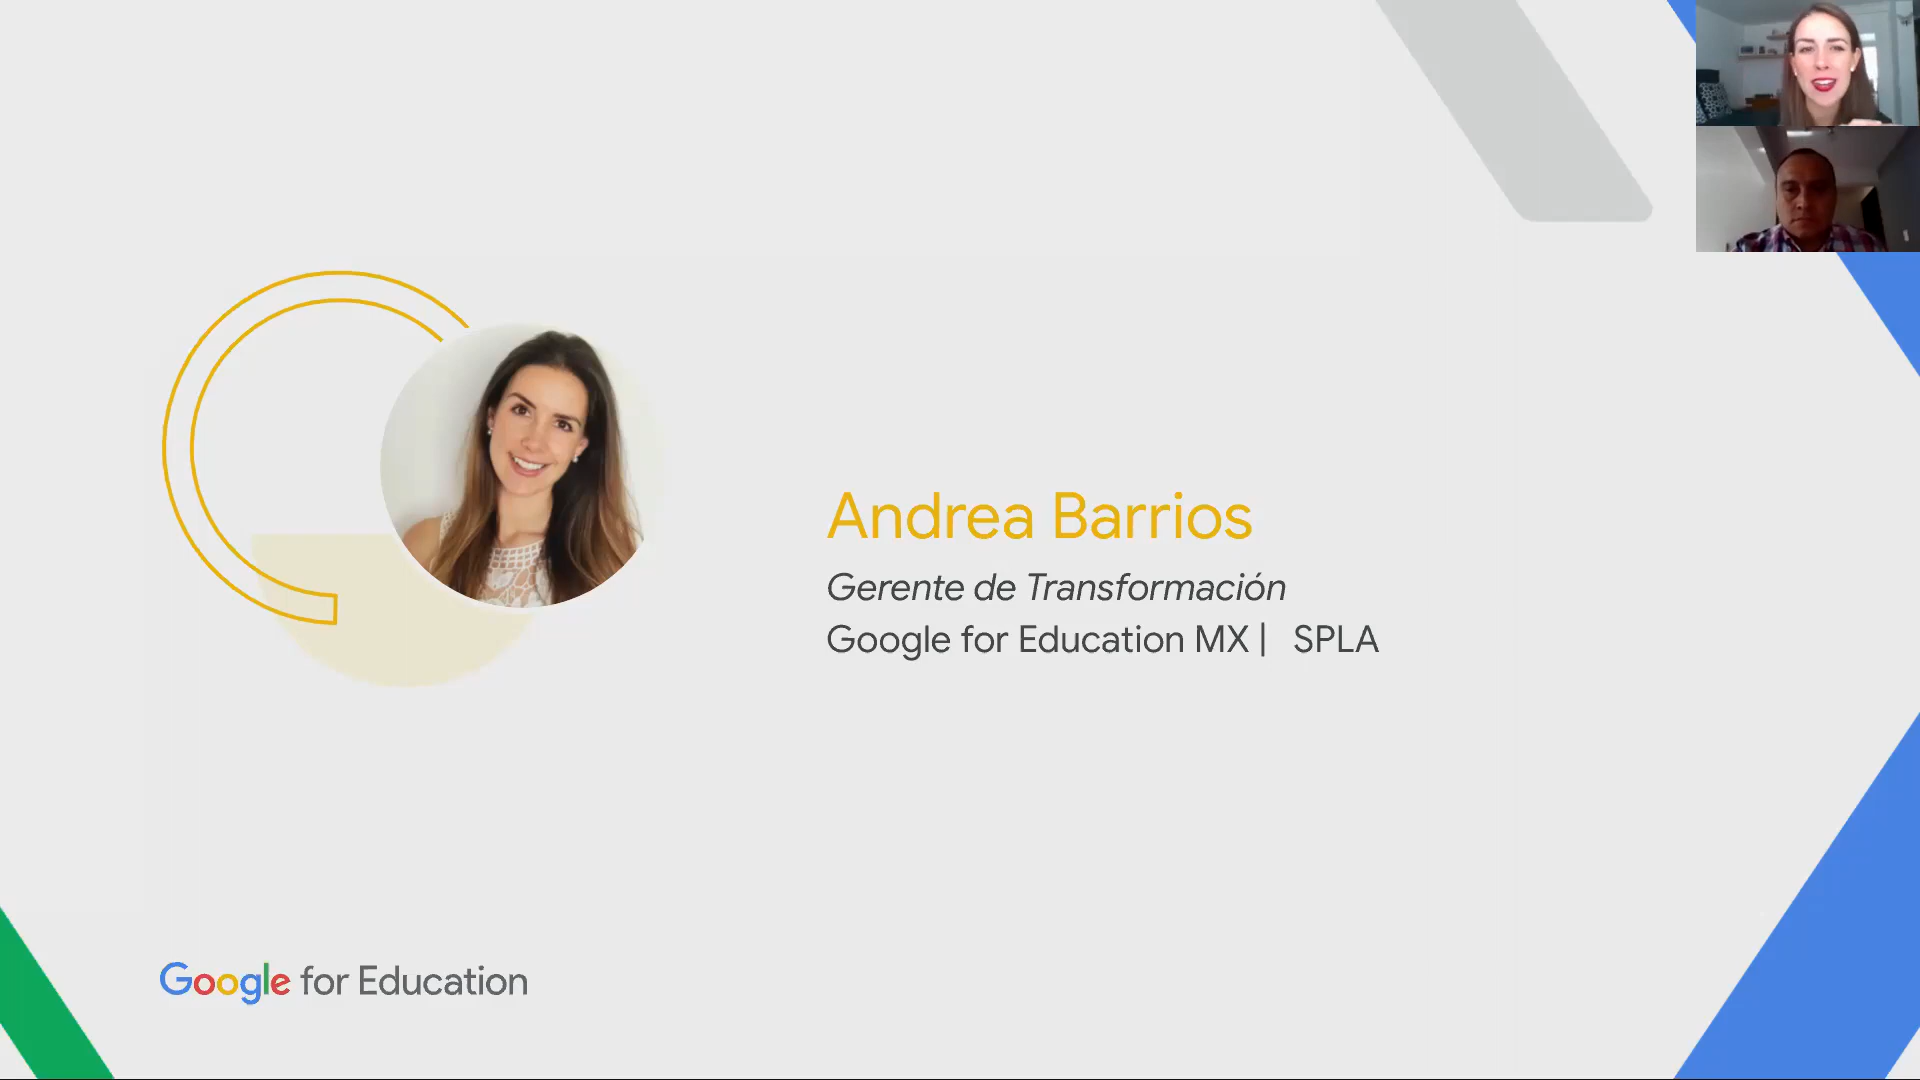 Andrea Barrios
Gerente de Transformación
Google for Education MX | SPLA
Google for Education